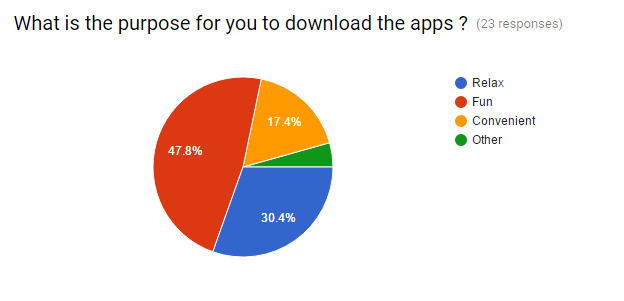 What is the purpose for you to download the apps ? (23 responses)
Relax
Fun
Convenient
Other
17.4%
47.8%
30.4%